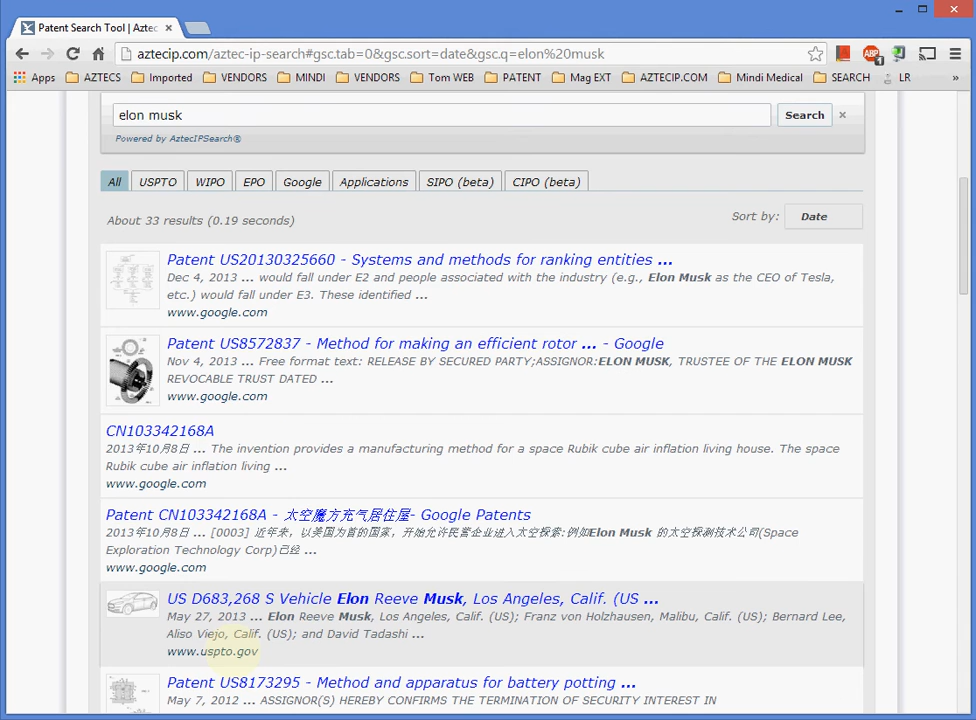 Patent Search Tool | Aztec
aztecip.com/aztec-ip-search#gsc.tab=0&gsc.sort=date&gsc.q=elon%20musk
ABP
1
Apps AZTECS Imported VENDORS MINDI VENDORS Tom WEB PATENT Mag EXT AZTECIP.COM Mindi Medical SEARCH LR »
elon musk
Search
Powered by AztecIPSearch®
All USPTO WIPO EPO Google Applications SIPO (beta) CIPO (beta)
About 33 results (0.19 seconds)
Sort by: Date
Patent US20130325660 - Systems and methods for ranking entities ...
Dec 4, 2013 ... would fall under E2 and people associated with the industry (e.g., Elon Musk as the CEO of Tesla,
etc.) would fall under E3. These identified ...
www.google.com
Patent US8572837 - Method for making an efficient rotor ... - Google
Nov 4, 2013 ... Free format text: RELEASE BY SECURED PARTY;ASSIGNOR:ELON MUSK, TRUSTEE OF THE ELON MUSK
REVOCABLE TRUST DATED ...
www.google.com
CN103342168A
2013年10月8日 ... The invention provides a manufacturing method for a space Rubik cube air inflation living house. The space
Rubik cube air inflation living ...
www.google.com
Patent CN103342168A - 太空魔方充气居住屋- Google Patents
2013年10月8日 ... [0003] 近年来，以美国为首的国家，开始允许民营企业进入太空探索:例如Elon Musk 的太空探测技术公司(Space
Exploration Technology Corp)已经 ...
www.google.com
US D683,268 S Vehicle Elon Reeve Musk, Los Angeles, Calif. (US ...
May 27, 2013 ... Elon Reeve Musk, Los Angeles, Calif. (US); Franz von Holzhausen, Malibu, Calif. (US); Bernard Lee,
Aliso Viejo, Calif. (US); and David Tadashi ...
www.uspto.gov
Patent US8173295 - Method and apparatus for battery potting ...
May 7, 2012 ... ASSIGNOR(S) HEREBY CONFIRMS THE TERMINATION OF SECURITY INTEREST IN